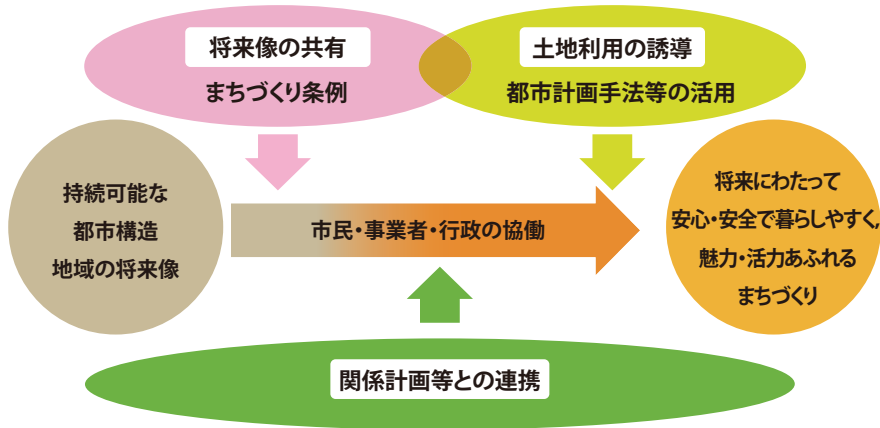 将来像の共有
まちづくり条例
土地利用の誘導
都市計画手法等の活用
持続可能な
都市構造
地域の将来像
市民・事業者・行政の協働
将来にわたって
安心・安全で暮らしやすく,
魅力・活力あふれる
まちづくり
関係計画等との連携